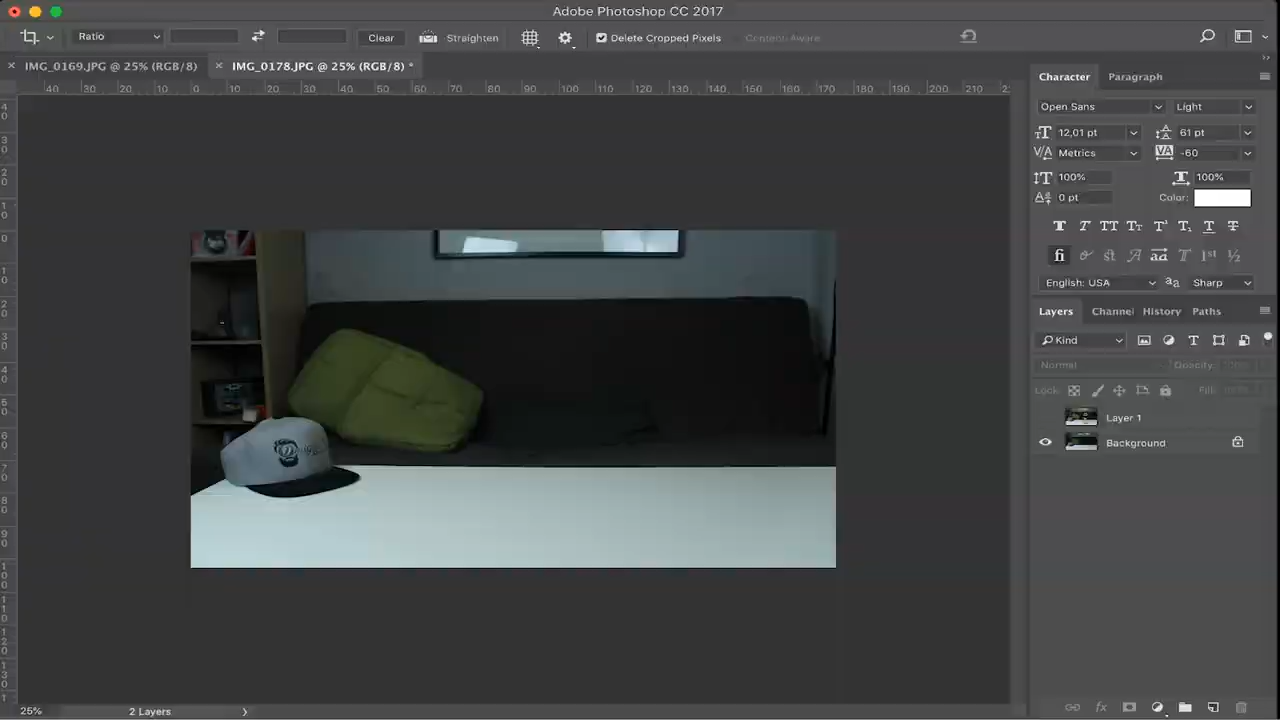 Adobe Photoshop CC 2017
Ratio
Clear
Straighten
Delete Cropped Pixels
Content-Aware
IMG_0169.JPG @ 25% (RGB/8)
IMG_0178.JPG @ 25% (RGB/8) *
40 30 20 10 0 10 20 30 40 50 60 70 80 90 100 110 120 130 140 150 160 170 180 190 200 210
Character
Paragraph
Open Sans
Light
12,01 pt
61 pt
Metrics
-60
100%
100%
0 pt
Color:
English: USA
Sharp
Layers
Channel
History
Paths
Kind
Normal
Opacity:
Lock:
Fill:
Layer 1
Background
25%
2 Layers